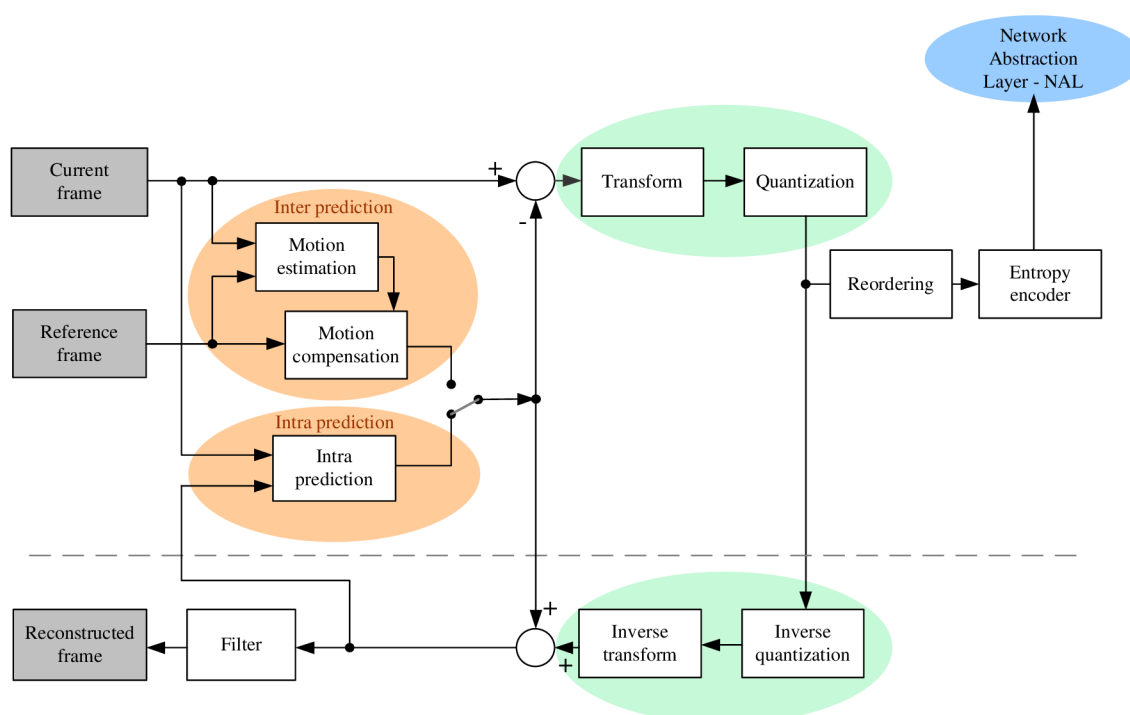 Network
Abstraction
Layer - NAL
Current
frame
+
Transform
Quantization
Inter prediction
-
Motion
estimation
Reordering
Entropy
encoder
Reference
frame
Motion
compensation
Intra prediction
Intra
prediction
+
Reconstructed
frame
Filter
+
Inverse
transform
Inverse
quantization